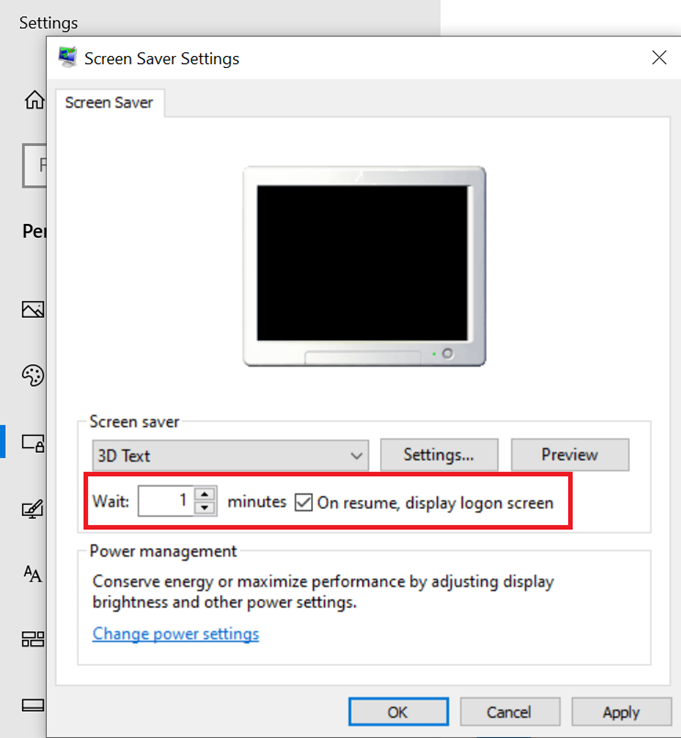 Settings
Screen Saver Settings
Screen Saver
F
Per
Screen saver
3D Text
Settings...
Preview
Wait: 1 minutes On resume, display logon screen
Power management
Conserve energy or maximize performance by adjusting display
brightness and other power settings.
Change power settings
OK
Cancel
Apply